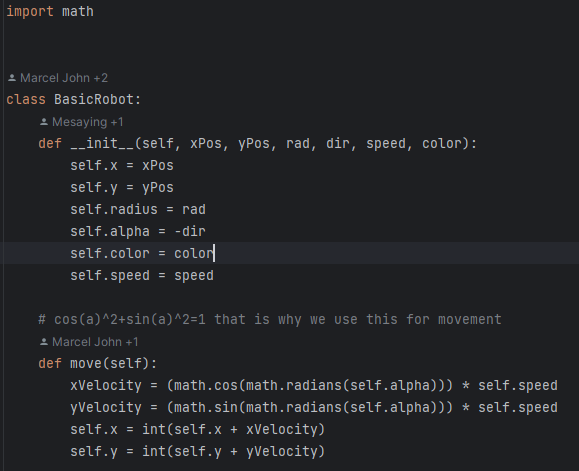 import math
Marcel John +2
class BasicRobot:
Mesaying +1
def __init__(self, xPos, yPos, rad, dir, speed, color):
self.x = xPos
self.y = yPos
self.radius = rad
self.alpha = -dir
self.color = color
self.speed = speed
# cos(a)^2+sin(a)^2=1 that is why we use this for movement
Marcel John +1
def move(self):
xVelocity = (math.cos(math.radians(self.alpha))) * self.speed
yVelocity = (math.sin(math.radians(self.alpha))) * self.speed
self.x = int(self.x + xVelocity)
self.y = int(self.y + yVelocity)